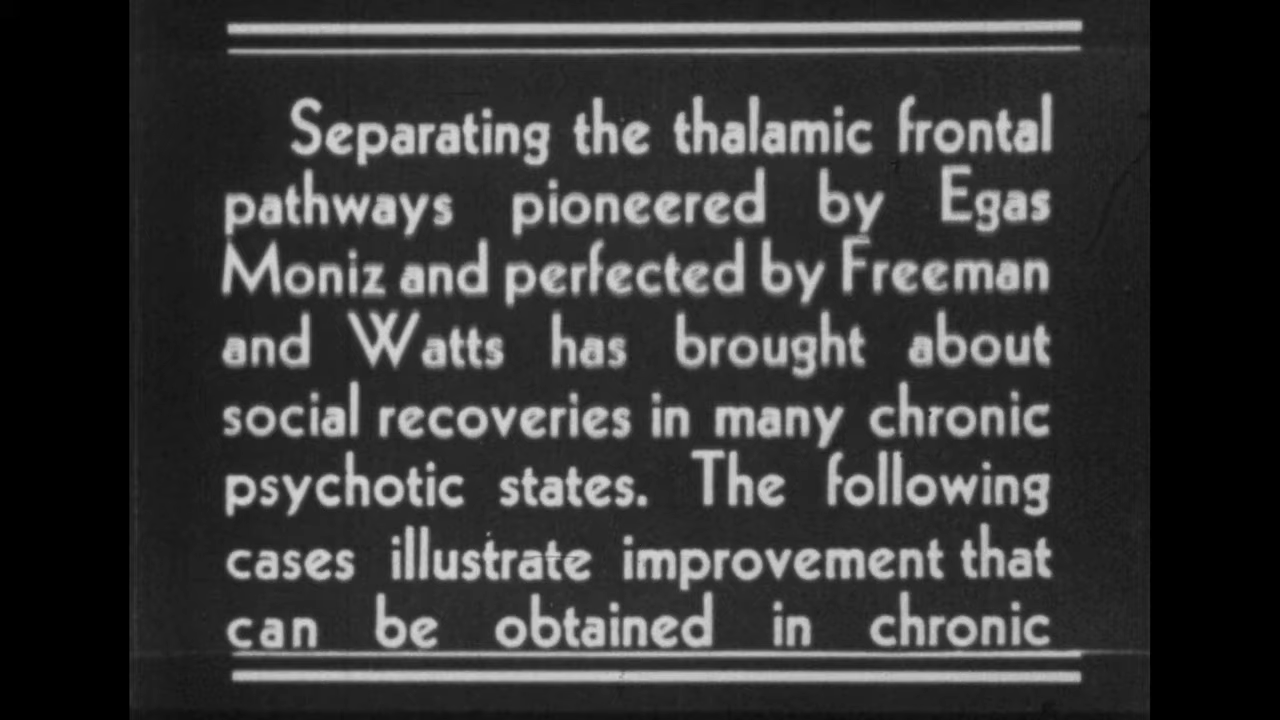 Separating the thalamic frontal
pathways pioneered by Egas
Moniz and perfected by Freeman
and Watts has brought about
social recoveries in many chronic
psychotic states. The following
cases illustrate improvement that
can be obtained in chronic